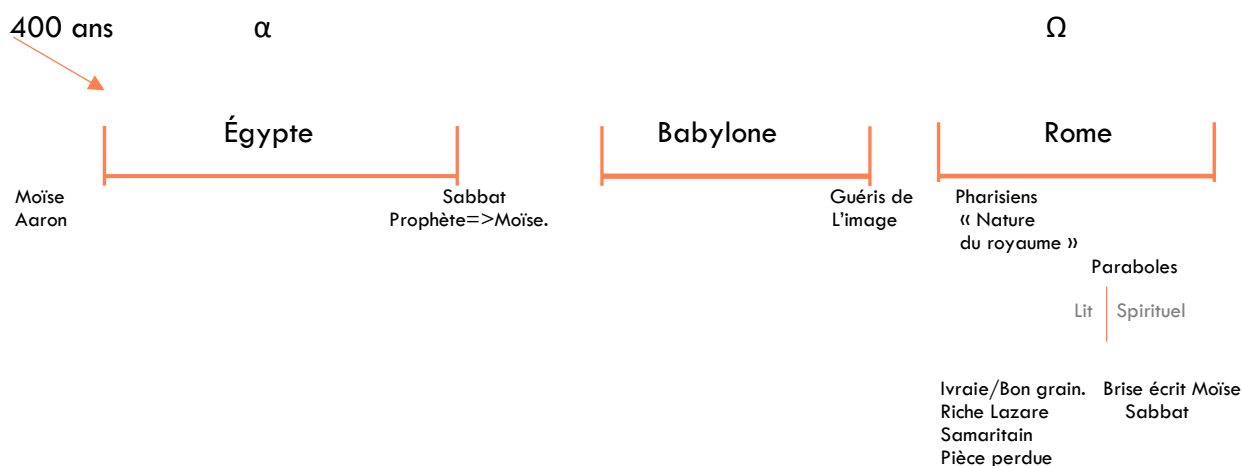 400 ans
α
Ω
Égypte
Babylone
Rome
Moïse
Aaron
Sabbat
Prophète=>Moïse.
Guéris de
L'image
Pharisiens
« Nature
du royaume »
Paraboles
Lit
Spirituel
Ivraie/Bon grain.
Riche Lazare
Samaritain
Pièce perdue
Brise écrit Moïse
Sabbat